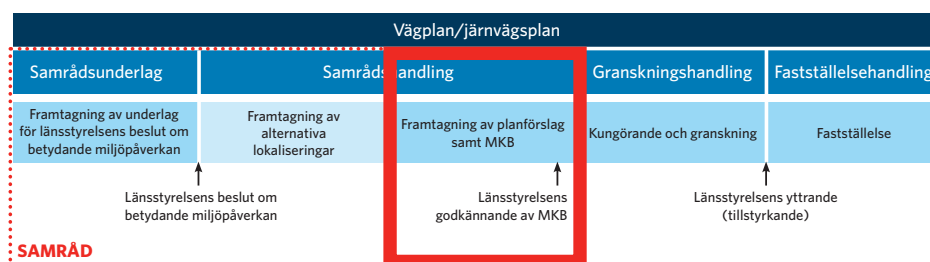 Vägplan/järnvägsplan
Samrådsunderlag
Samrådshandling
Granskningshandling
Fastställelsehandling
Framtagning av underlag
för länsstyrelsens beslut om
betydande miljöpåverkan
Framtagning av
alternativa
lokaliseringar
Framtagning av planförslag
samt MKB
Kungörande och granskning
Fastställelse
Länsstyrelsens beslut om
betydande miljöpåverkan
Länsstyrelsens
godkännande av MKB
Länsstyrelsens yttrande
(tillstyrkande)
SAMRÅD